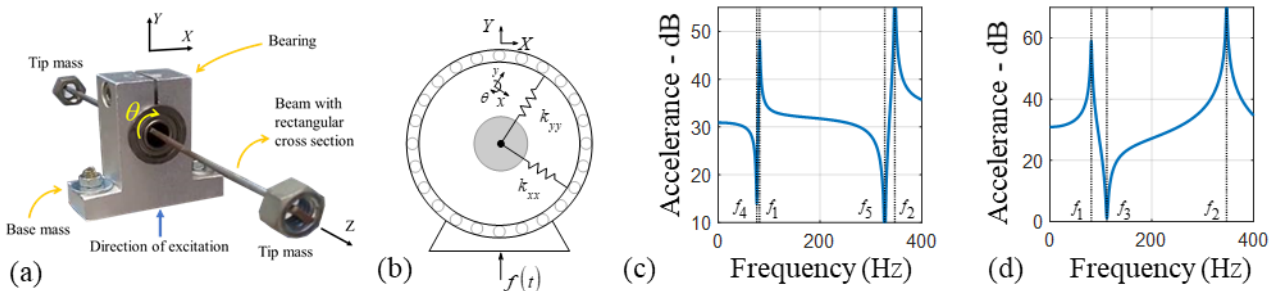 Y
X
Bearing
Tip mass
θ
Beam with
rectangular
cross section
Base mass
Direction of excitation
Tip mass
Z
(a)
Y
X
y
θ
x
k_yy
k_xx
f(t)
(b)
Accelerance - dB
50
40
30
20
10
f_4
f_1
f_5
f_2
0
200
400
Frequency (Hz)
(c)
Accelerance - dB
60
40
20
0
f_1
f_3
f_2
0
200
400
Frequency (Hz)
(d)